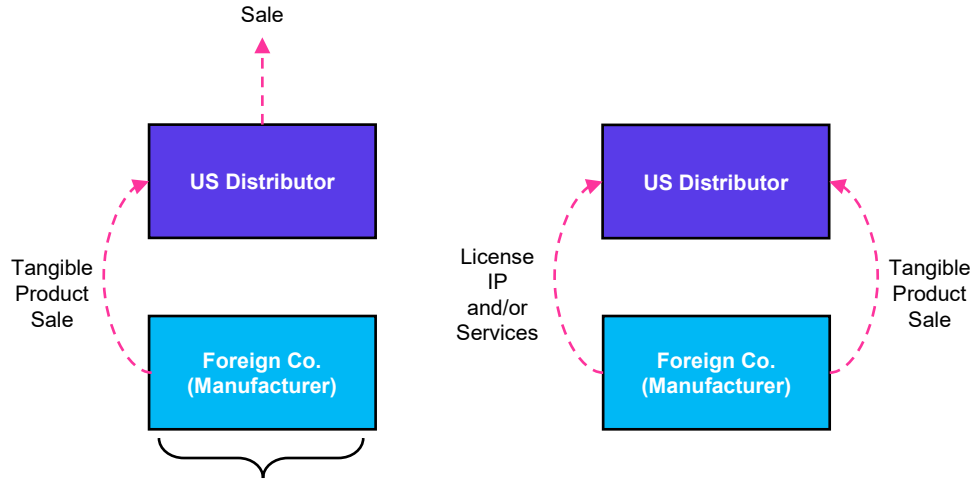 Sale
US Distributor
Tangible
Product
Sale
Foreign Co.
(Manufacturer)
US Distributor
License
IP
and/or
Services
Tangible
Product
Sale
Foreign Co.
(Manufacturer)